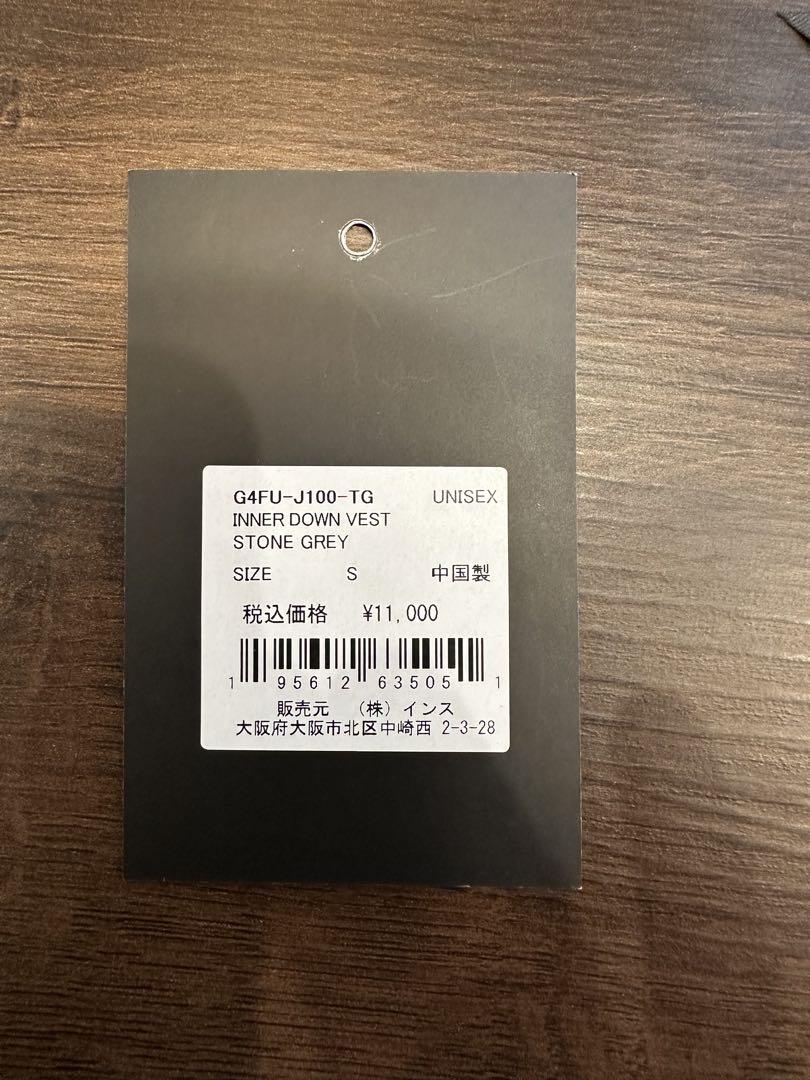 G4FU-J100-TG UNISEX
INNER DOWN VEST
STONE GREY
SIZE S 中国製
税込価格 ¥11,000
1 95612 63505 1
販売元 (株)インス
大阪府大阪市北区中崎西 2-3-28